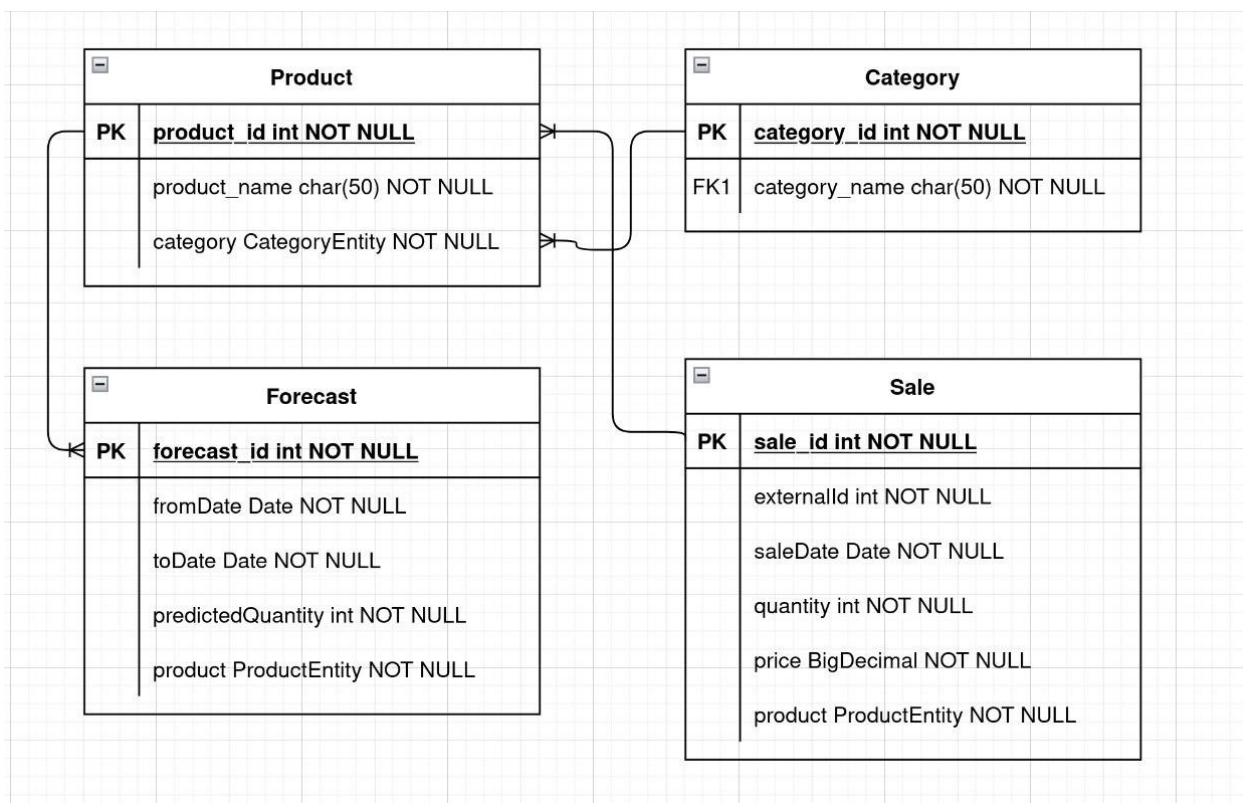 Product
PK product_id int NOT NULL
product_name char(50) NOT NULL
category CategoryEntity NOT NULL
Category
PK category_id int NOT NULL
FK1 category_name char(50) NOT NULL
Forecast
PK forecast_id int NOT NULL
fromDate Date NOT NULL
toDate Date NOT NULL
predictedQuantity int NOT NULL
product ProductEntity NOT NULL
Sale
PK sale_id int NOT NULL
externalId int NOT NULL
saleDate Date NOT NULL
quantity int NOT NULL
price BigDecimal NOT NULL
product ProductEntity NOT NULL